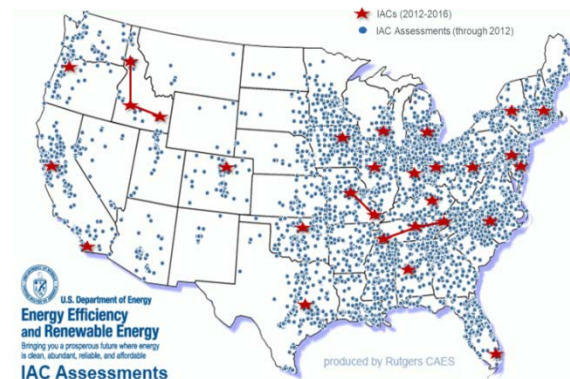 IACs (2012-2016)
IAC Assessments (through 2012)
U.S. Department of Energy
Energy Efficiency
and Renewable Energy
Bringing you a prosperous future where energy
is clean, abundant, reliable, and affordable
IAC Assessments
produced by Rutgers CAES